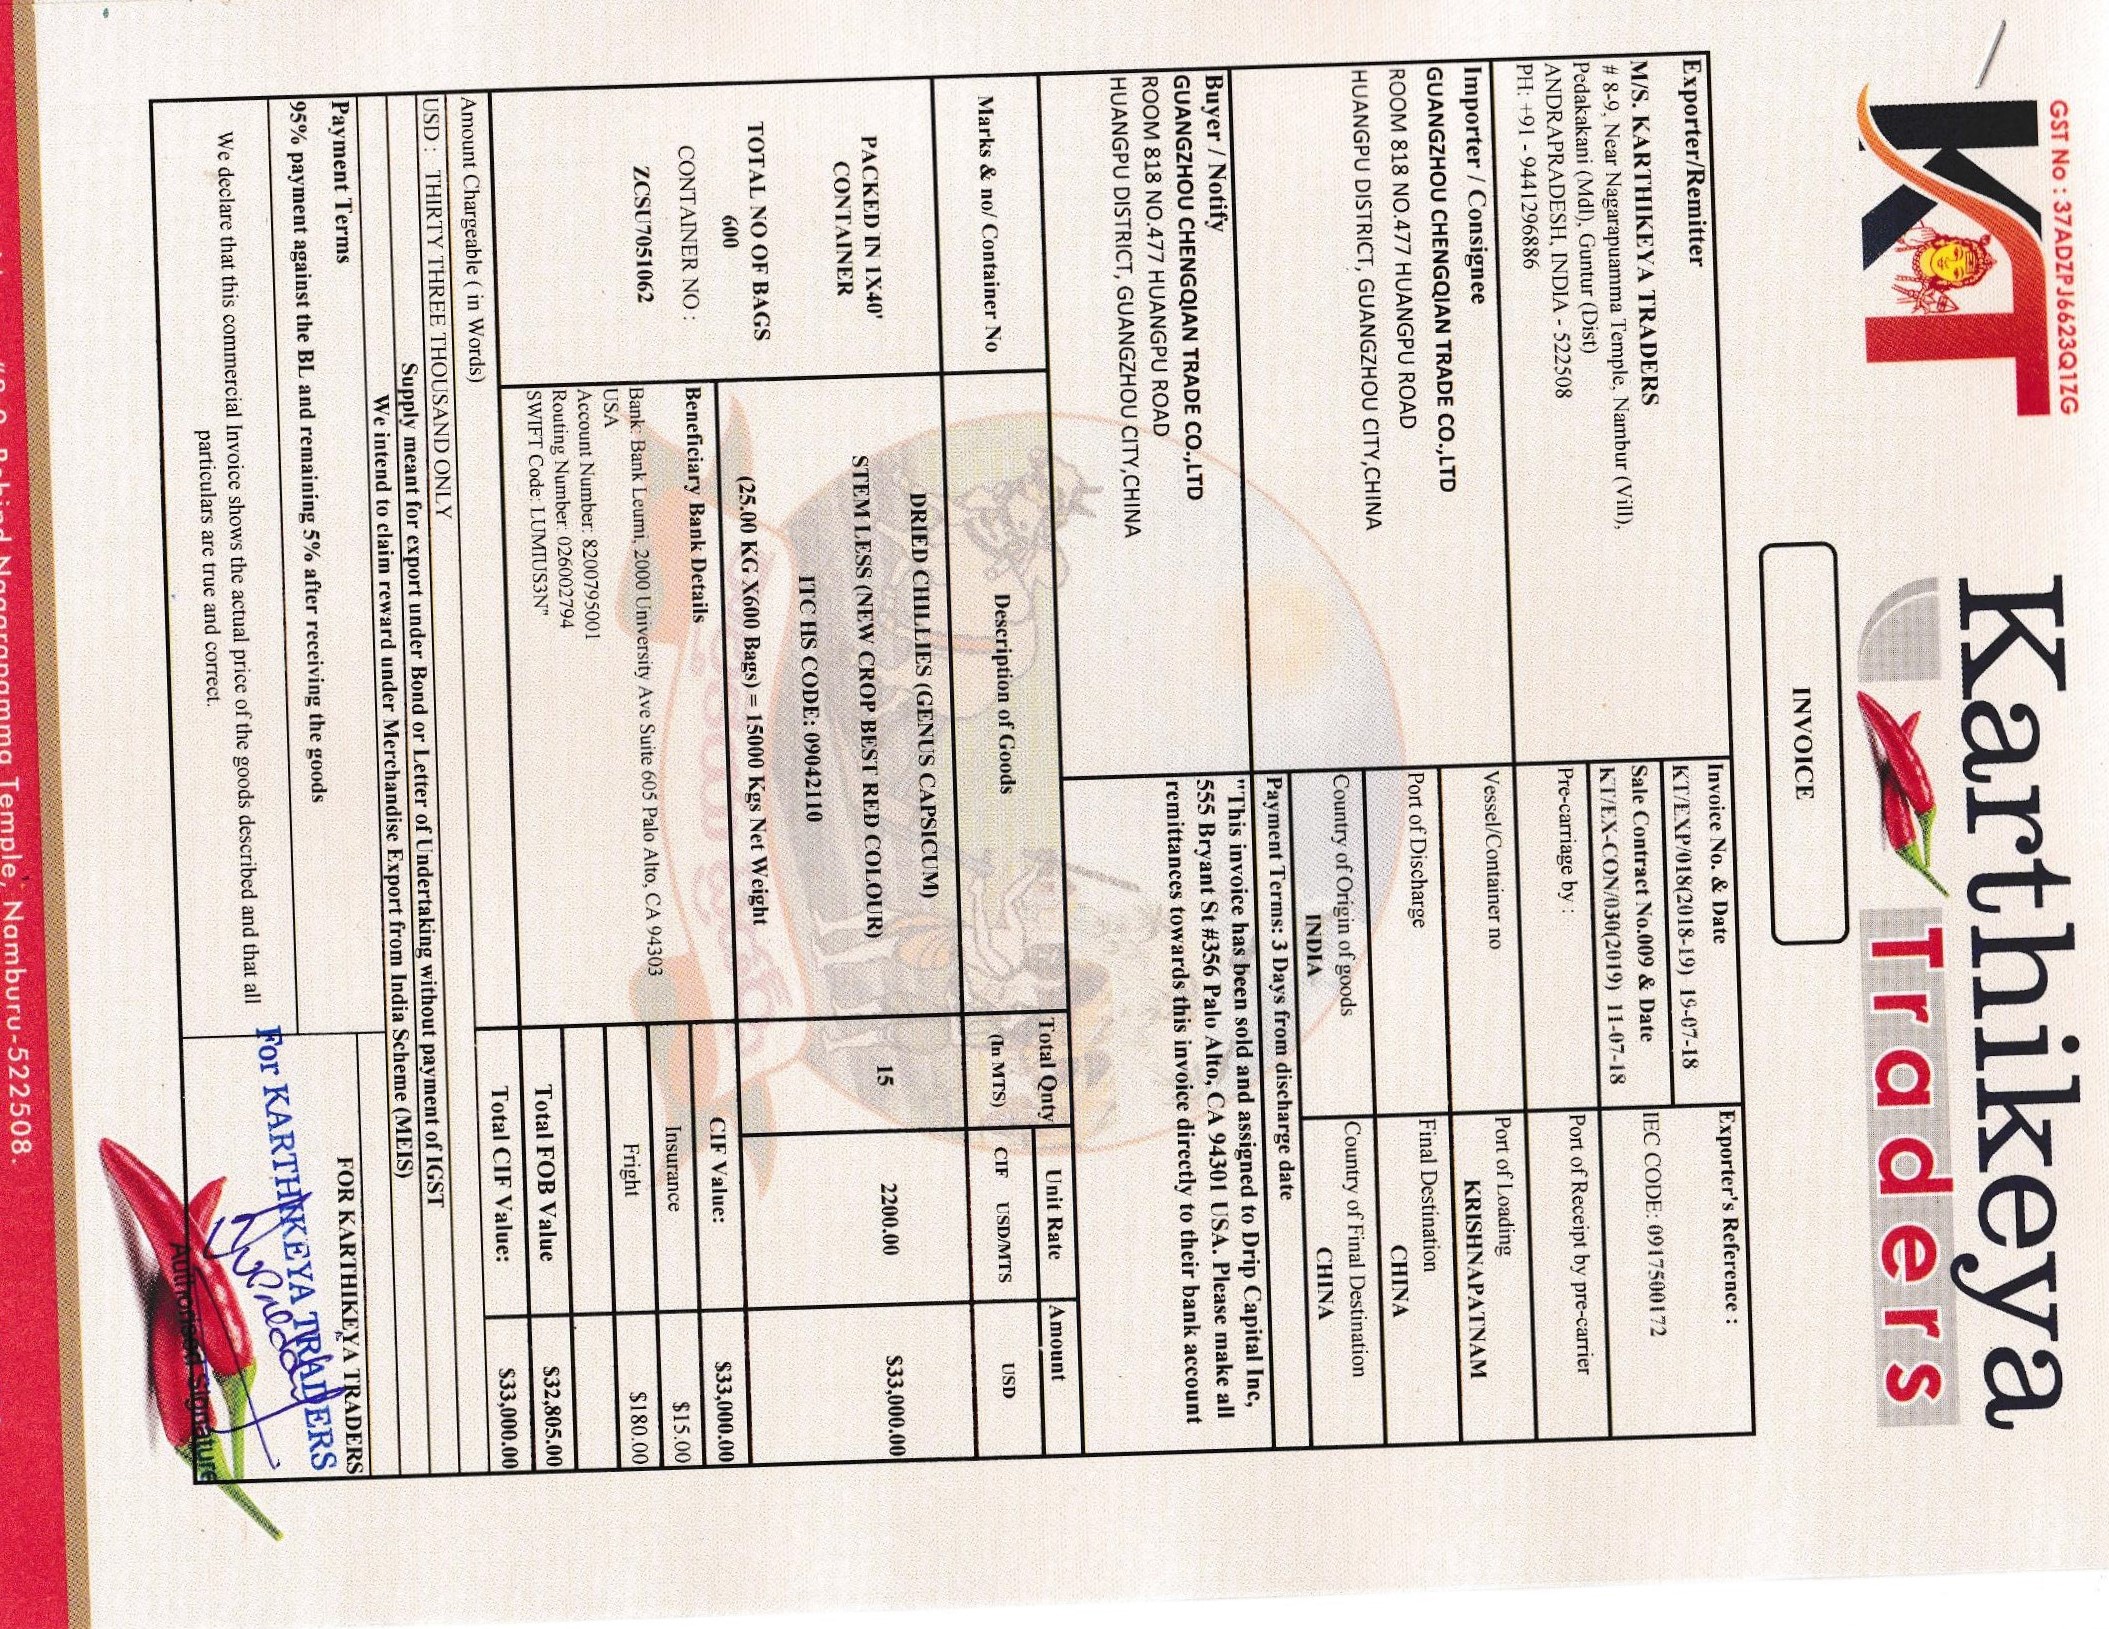 GST No : 37ADZPJ6623Q1ZG
KT
Karthikeya
Traders
INVOICE
Exporter/Remitter
M/S. KARTHIKEYA TRADERS
# 8-9, Near Nagarapuamma Temple, Nambur (Vill),
Pedakakani (Mdl), Guntur (Dist)
ANDRAPRADESH, INDIA - 522508
PH: +91 - 9441296886
Invoice No. & Date
KT/EXP/018(2018-19) 19-07-18
Sale Contract No.009 & Date
KT/EX-CON/030(2019) 11-07-18
Exporter's Reference :
IEC CODE: 0917500172
Pre-carriage by :
Port of Receipt by pre-carrier
Importer / Consignee
GUANGZHOU CHENGQIAN TRADE CO.,LTD
ROOM 818 NO.477 HUANGPU ROAD
HUANGPU DISTRICT, GUANGZHOU CITY,CHINA
Vessel/Container no
Port of Loading
KRISHNAPATNAM
Port of Discharge
Final Destination
CHINA
Country of Origin of goods
INDIA
Country of Final Destination
CHINA
Payment Terms: 3 Days from discharge date
Buyer / Notify
GUANGZHOU CHENGQIAN TRADE CO.,LTD
ROOM 818 NO.477 HUANGPU ROAD
HUANGPU DISTRICT, GUANGZHOU CITY,CHINA
"This invoice has been sold and assigned to Drip Capital Inc,
555 Bryant St #356 Palo Alto, CA 94301 USA. Please make all
remittances towards this invoice directly to their bank account
Marks & no/ Container No
Description of Goods
Total Qnty
(In MTS)
Unit Rate
CIF USD/MTS
Amount
USD
PACKED IN 1X40'
CONTAINER
TOTAL NO OF BAGS
600
CONTAINER NO :
ZCSU7051062
DRIED CHILLIES (GENUS CAPSICUM)
STEM LESS (NEW CROP BEST RED COLOUR)
ITC HS CODE: 09042110
(25.00 KG X600 Bags) = 15000 Kgs Net Weight
15
2200.00
$33,000.00
Beneficiary Bank Details
Bank: Bank Leumi, 2000 University Ave Suite 605 Palo Alto, CA 94303
USA
Account Number: 8200795001
Routing Number: 026002794
SWIFT Code: LUMIUS3N"
CIF Value: $33,000.00
Insurance $15.00
Fright $180.00
Total FOB Value $32,805.00
Total CIF Value: $33,000.00
Amount Chargeable ( in Words)
USD : THIRTY THREE THOUSAND ONLY
Supply meant for export under Bond or Letter of Undertaking without payment of IGST
We intend to claim reward under Merchandise Export from India Scheme (MEIS)
Payment Terms
95% payment against the BL and remaining 5% after receiving the goods
We declare that this commercial Invoice shows the actual price of the goods described and that all
particulars are true and correct.
FOR KARTHIKEYA TRADERS
For KARTHIKEYA TRADERS
Authorised Signature
Temple, Namburu-522508.